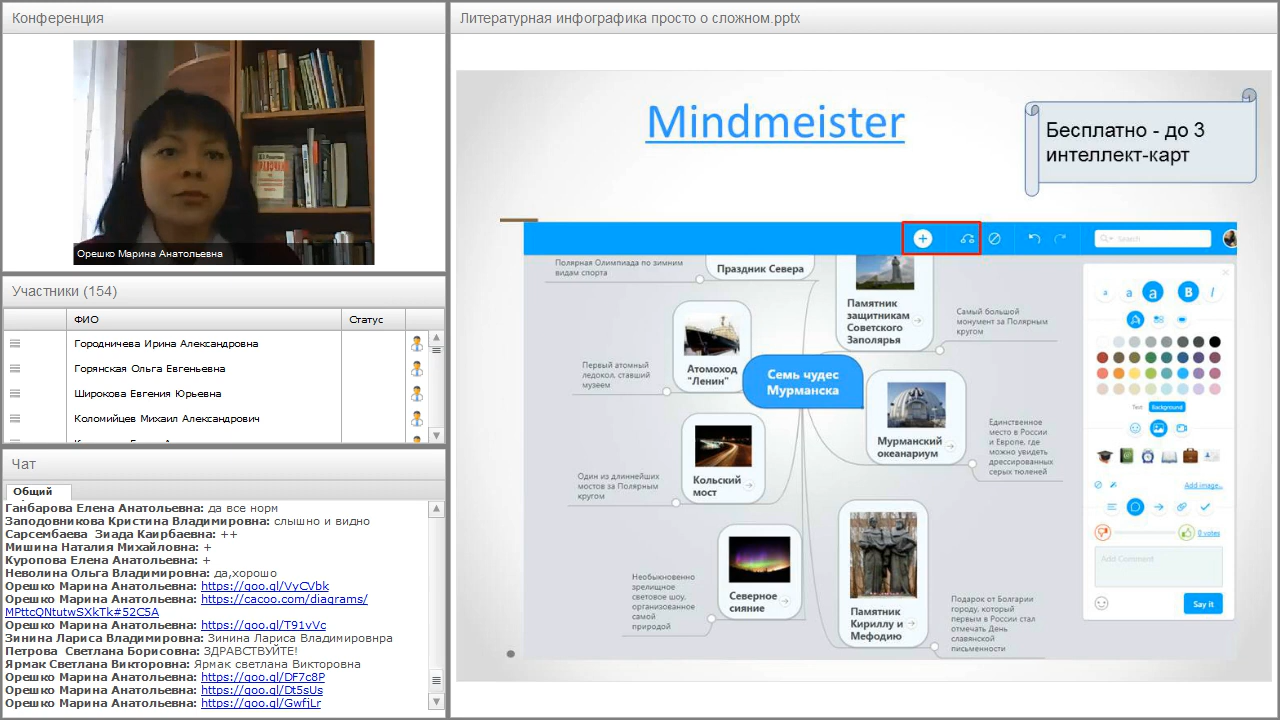 Конференция
Орешко Марина Анатольевна
Участники (154)
ФИО
Статус
Городничева Ирина Александровна
Горянская Ольга Евгеньевна
Ширкова Евгения Юрьевна
Коломийцев Михаил Александрович
Чат
Общий
Ганбарова Елена Анатольевна: да все норм
Заподовникова Кристина Владимировна: слышно и видно
Сарсембаева Зиада Каирбаевна: ++
Мишина Наталия Михайловна: +
Куропова Елена Анатольевна: +
Неволина Ольга Владимировна: да,хорошо
Орешко Марина Анатольевна: https://goo.gl/VyCVbk
Орешко Марина Анатольевна: https://cacoo.com/diagrams/
MPttcQNtutwSXkTk#52C5A
Орешко Марина Анатольевна: https://goo.gl/T91vVc
Зинина Лариса Владимировна: Зинина Лариса Владимировнра
Петрова Светлана Борисовна: ЗДРАВСТВУЙТЕ!
Ярмак Светлана Викторовна: Ярмак светлана Викторовна
Орешко Марина Анатольевна: https://goo.gl/DF7c8P
Орешко Марина Анатольевна: https://goo.gl/Dt5sUs
Орешко Марина Анатольевна: https://goo.gl/GwfjLr
Литературная инфографика просто о сложном.pptx
Mindmeister
Бесплатно - до 3
интеллект-карт
Search
Полярная Олимпиада по зимним
видам спорта
Праздник Севера
Памятник
защитникам
Советского
Заполярья
Самый большой
монумент за Полярным
кругом
Первый атомный
ледокол, ставший
музеем
Атомоход
"Ленин"
Семь чудес
Мурманска
Мурманский
океанариум
Единственное
место в России
и Европе, где
можно увидеть
дрессированных
серых тюленей
Один из длиннейших
мостов за Полярным
кругом
Кольский
мост
Необыкновенно
зрелищное
световое шоу,
организованное
самой
природой
Северное
сияние
Памятник
Кириллу и
Мефодию
Подарок от Болгарии
городу, который
первым в России стал
отмечать День
славянской
письменности
a a a B I
Text
Background
Add image...
0 votes
Add Comment
Say it